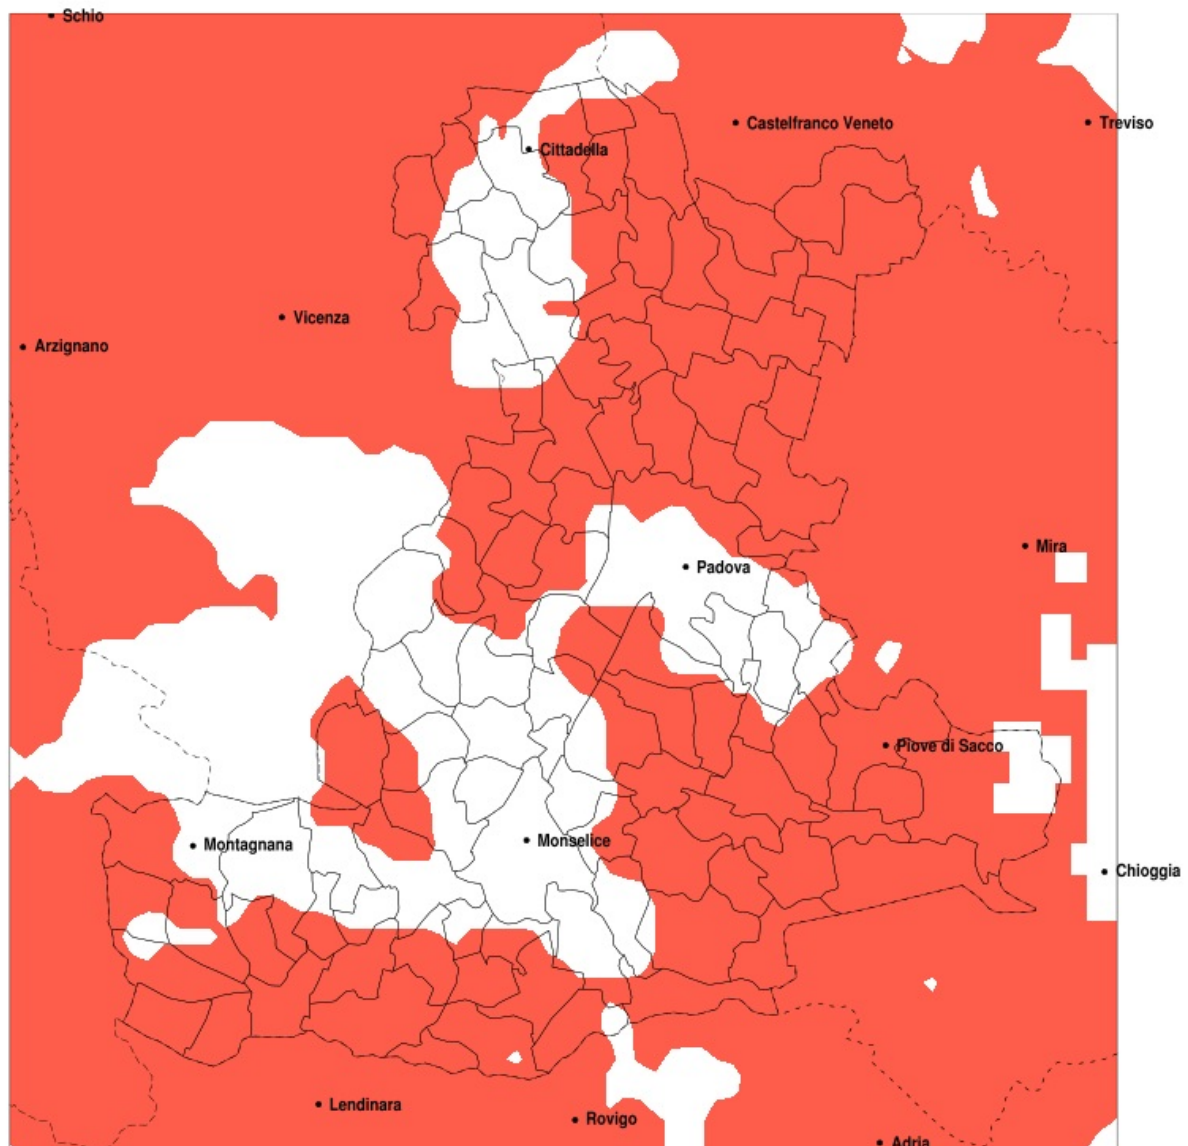 Schio
Castelfranco Veneto
Treviso
Cittadella
Vicenza
Arzignano
Mira
Padova
Piove di Sacco
Monselice
Montagnana
Chioggia
Lendinara
Rovigo
Adria